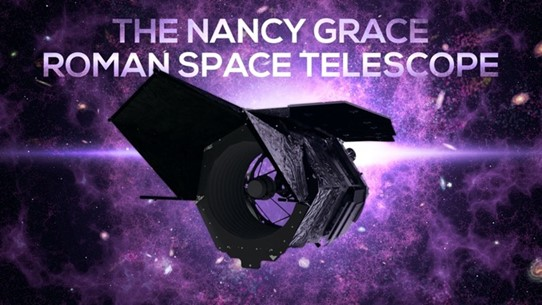 THE NANCY GRACE
ROMAN SPACE TELESCOPE